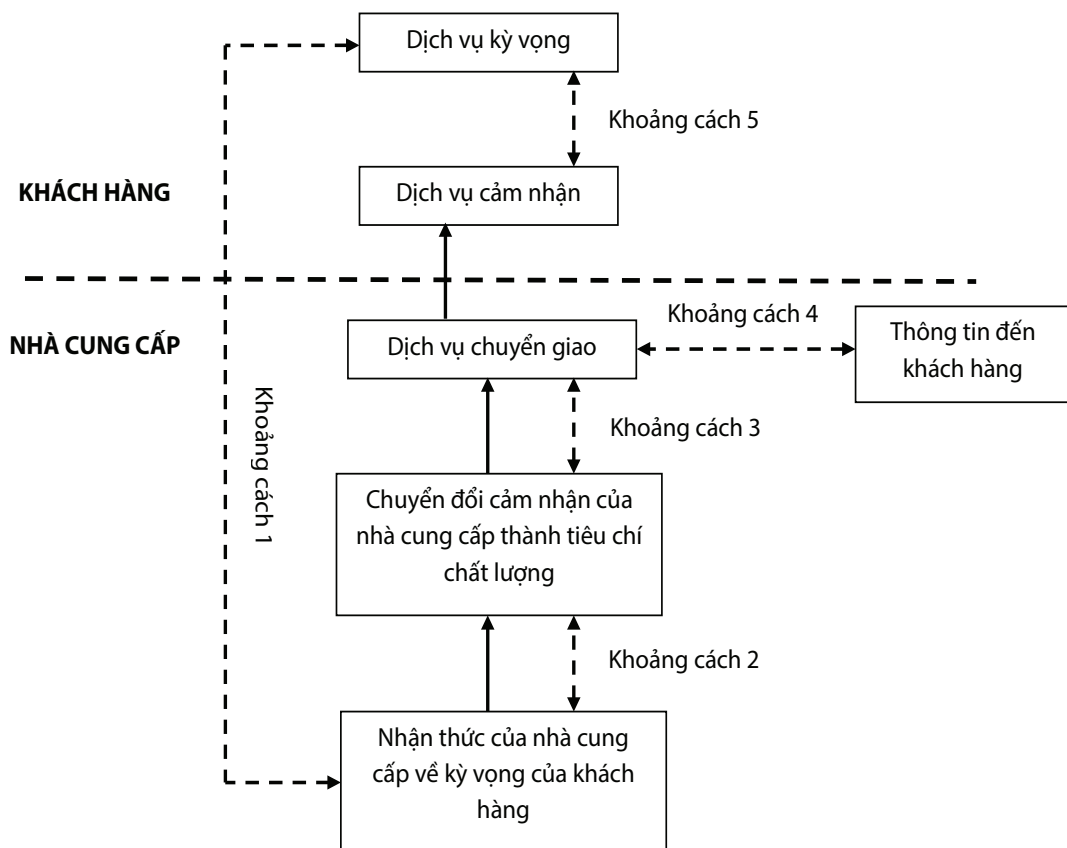 Dịch vụ kỳ vọng
Khoảng cách 5
KHÁCH HÀNG
Dịch vụ cảm nhận
NHÀ CUNG CẤP
Dịch vụ chuyển giao
Khoảng cách 4
Thông tin đến
khách hàng
Khoảng cách 1
Khoảng cách 3
Chuyển đổi cảm nhận của
nhà cung cấp thành tiêu chí
chất lượng
Khoảng cách 2
Nhận thức của nhà cung
cấp về kỳ vọng của khách
hàng